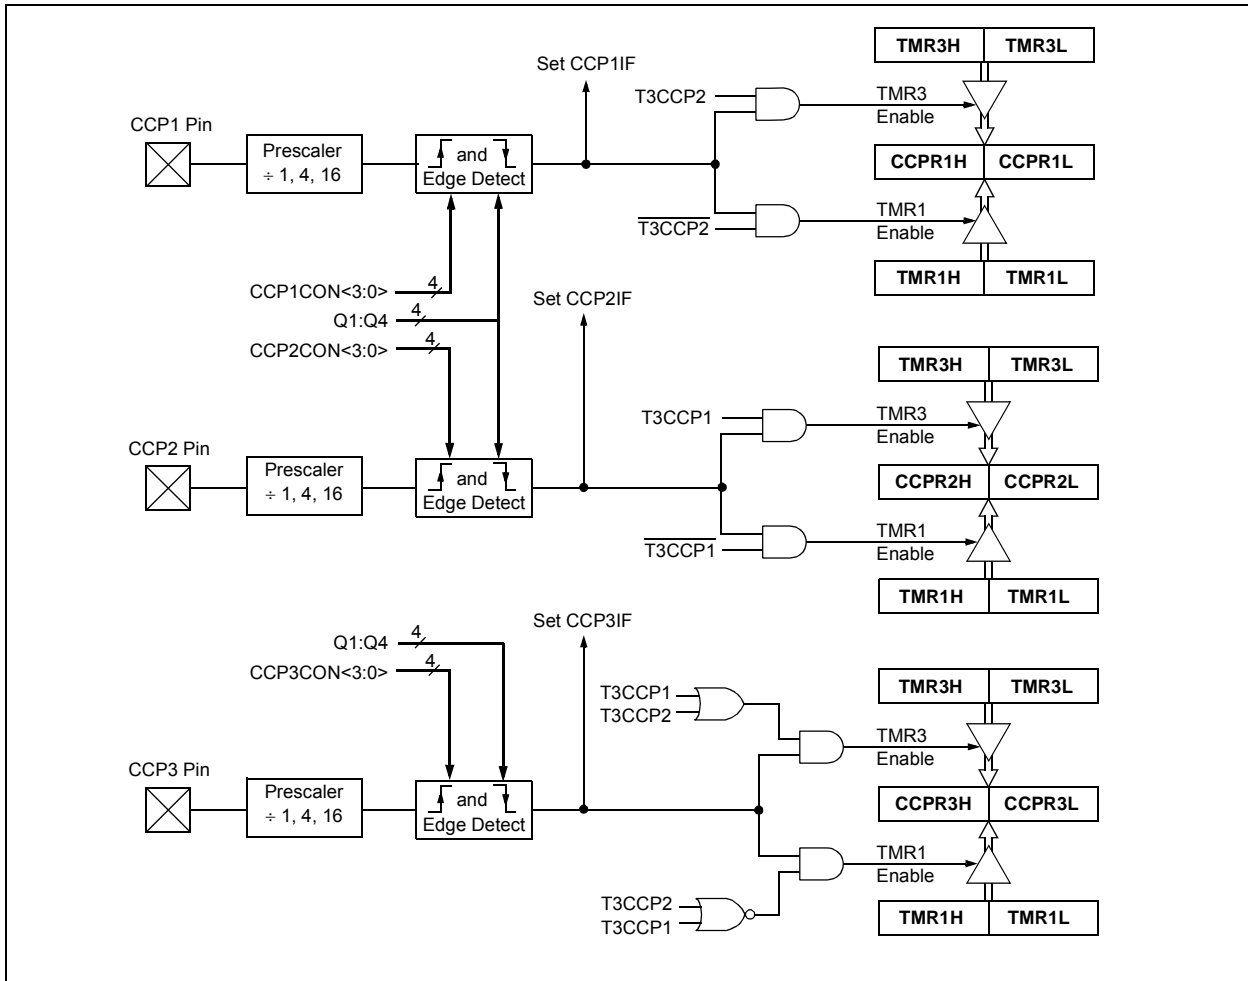 TMR3H TMR3L
Set CCP1IF
T3CCP2
TMR3
Enable
CCP1 Pin
Prescaler
÷ 1, 4, 16
and
Edge Detect
CCPR1H CCPR1L
T3CCP2
TMR1
Enable
TMR1H TMR1L
CCP1CON<3:0> 4
Q1:Q4 4
CCP2CON<3:0> 4
Set CCP2IF
TMR3H TMR3L
T3CCP1
TMR3
Enable
CCP2 Pin
Prescaler
÷ 1, 4, 16
and
Edge Detect
CCPR2H CCPR2L
T3CCP1
TMR1
Enable
TMR1H TMR1L
Set CCP3IF
Q1:Q4 4
CCP3CON<3:0> 4
TMR3H TMR3L
T3CCP1
T3CCP2
TMR3
Enable
CCP3 Pin
Prescaler
÷ 1, 4, 16
and
Edge Detect
CCPR3H CCPR3L
TMR1
Enable
T3CCP2
T3CCP1
TMR1H TMR1L